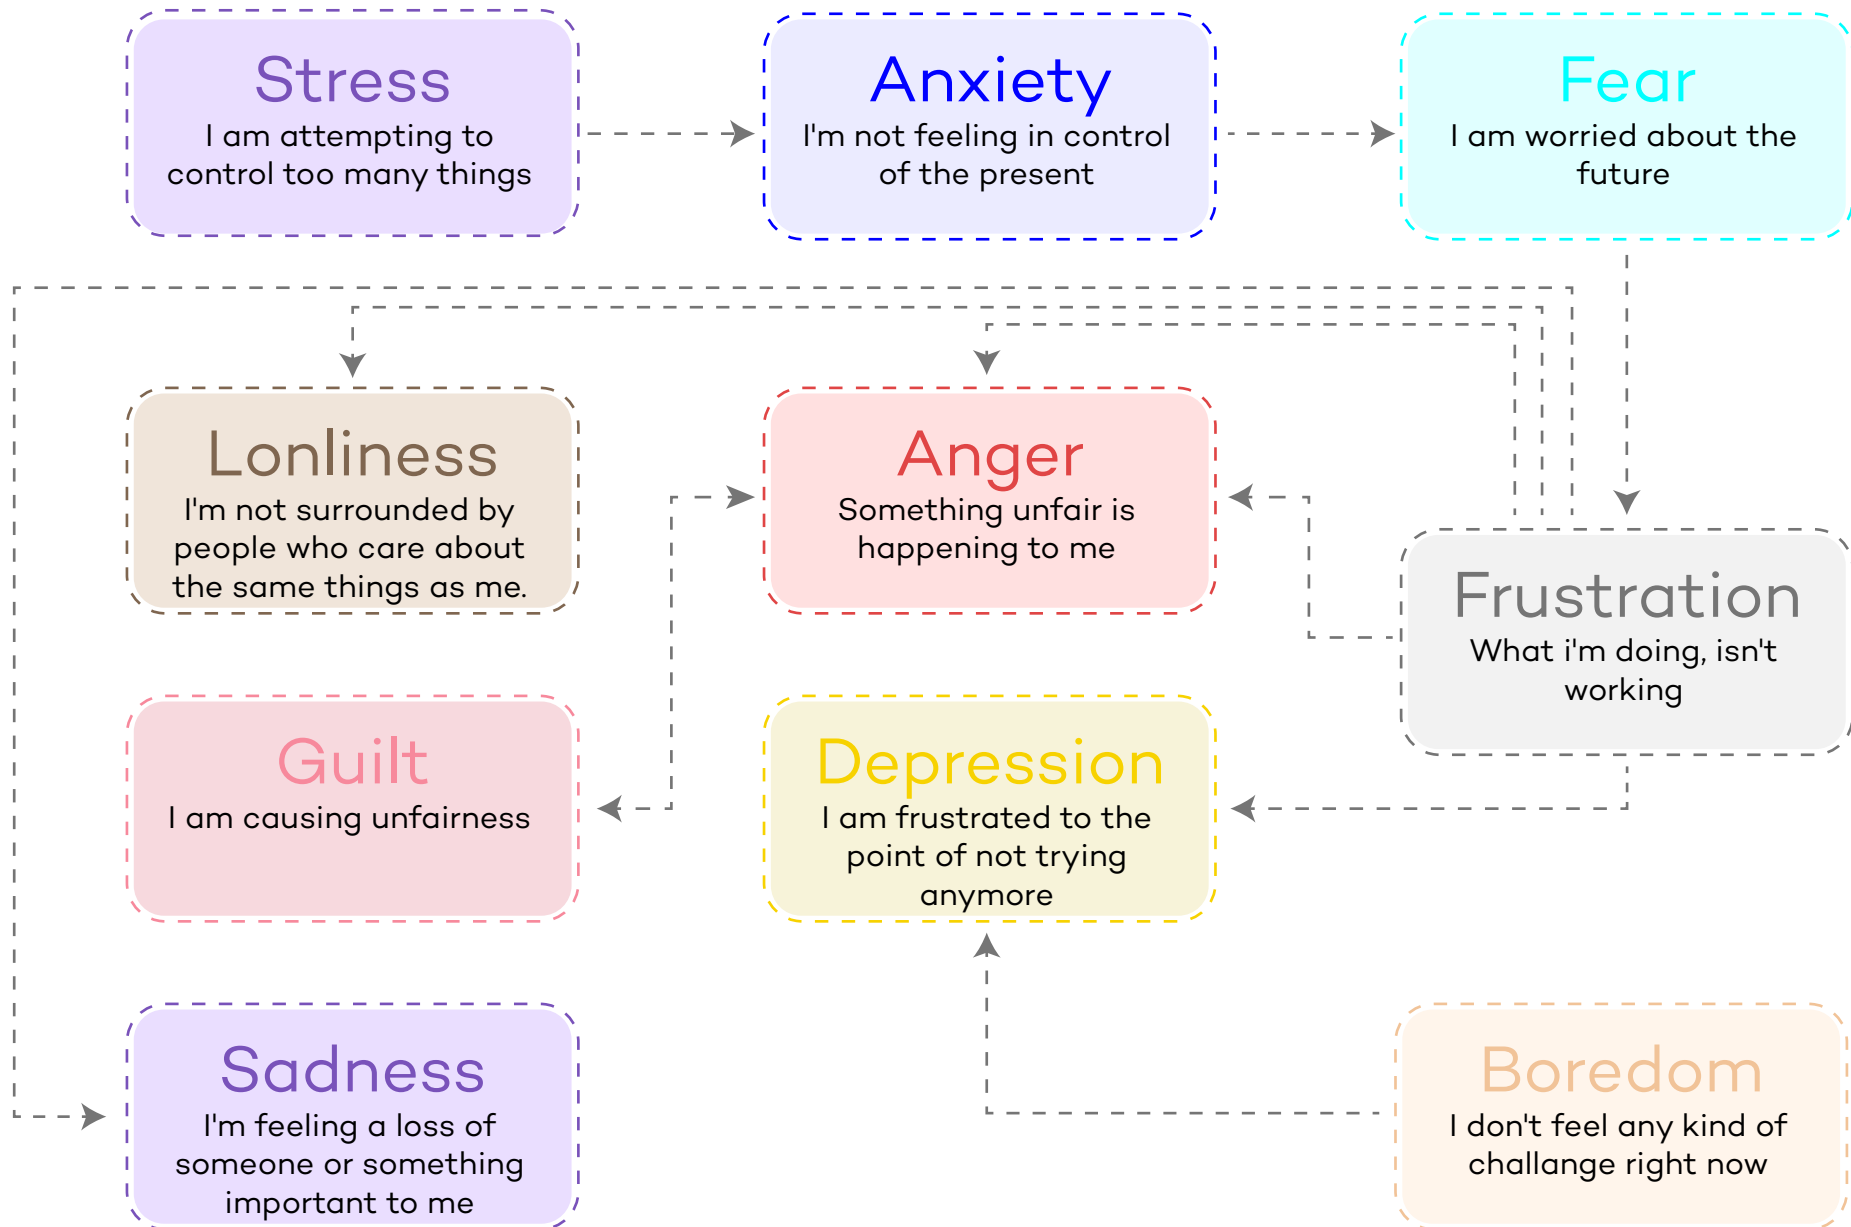 Stress
I am attempting to
control too many things
Anxiety
I'm not feeling in control
of the present
Fear
I am worried about the
future
Lonliness
I'm not surrounded by
people who care about
the same things as me.
Anger
Something unfair is
happening to me
Frustration
What i'm doing, isn't
working
Guilt
I am causing unfairness
Depression
I am frustrated to the
point of not trying
anymore
Sadness
I'm feeling a loss of
someone or something
important to me
Boredom
I don't feel any kind of
challange right now